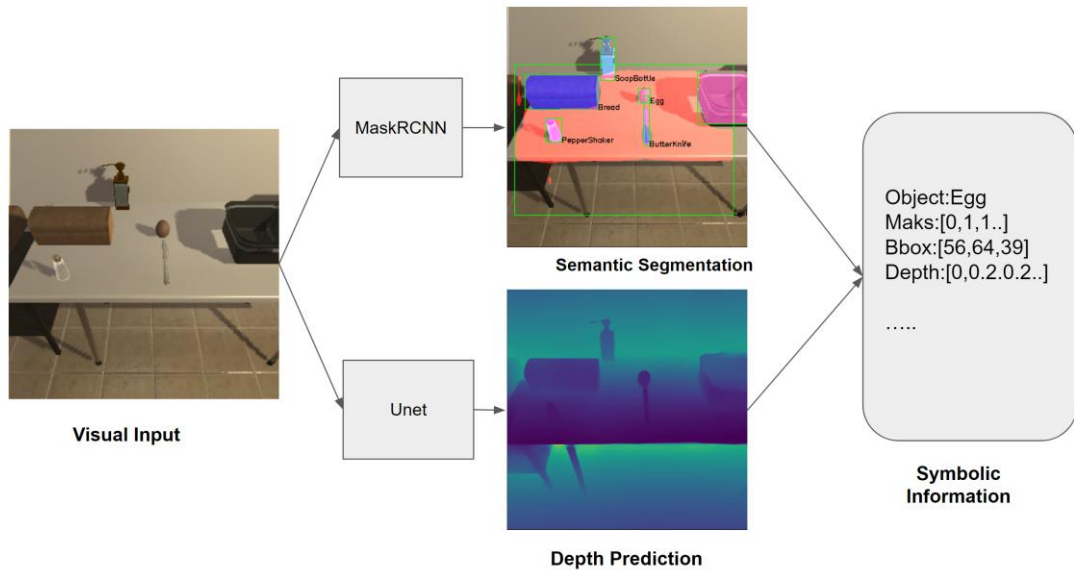 MaskRCNN
SoopBottle
Bread
Egg
PepperShaker
ButterKnife
Semantic Segmentation
Visual Input
Unet
Depth Prediction
Object:Egg
Maks:[0,1,1..]
Bbox:[56,64,39]
Depth:[0,0.2.0.2..]
.....
Symbolic
Information